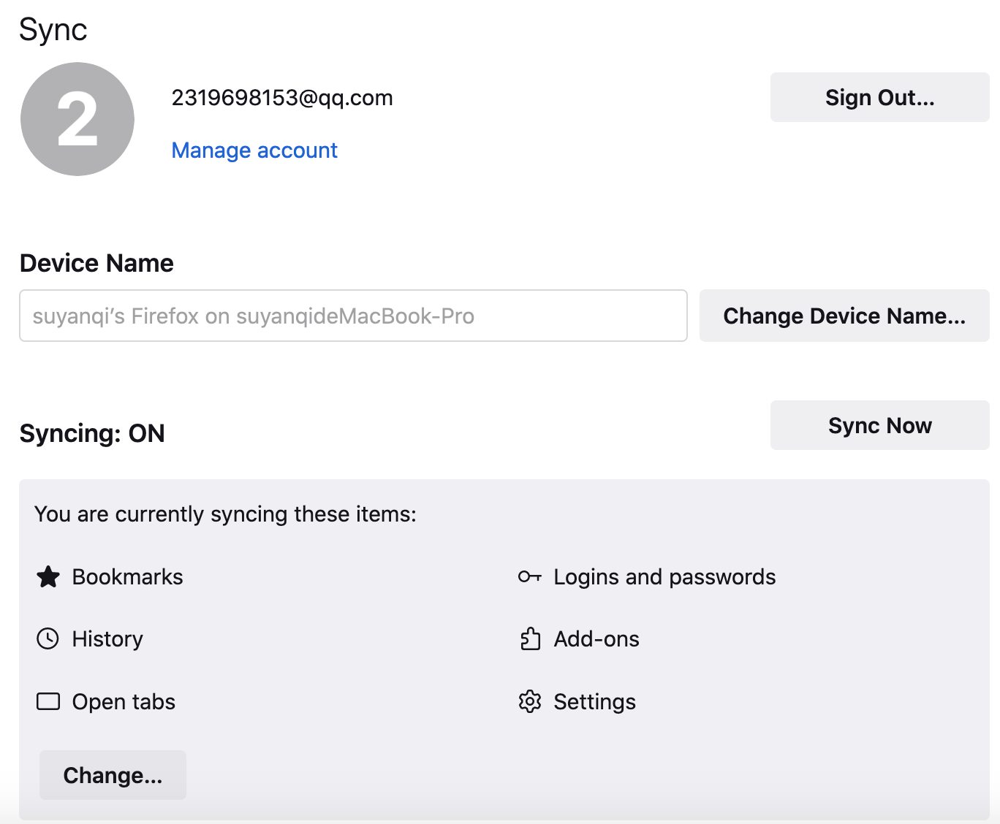 Sync
2
2319698153@qq.com
Sign Out...
Manage account
Device Name
suyanqi’s Firefox on suyanqideMacBook-Pro
Change Device Name...
Syncing: ON
Sync Now
You are currently syncing these items:
Bookmarks
Logins and passwords
History
Add-ons
Open tabs
Settings
Change...